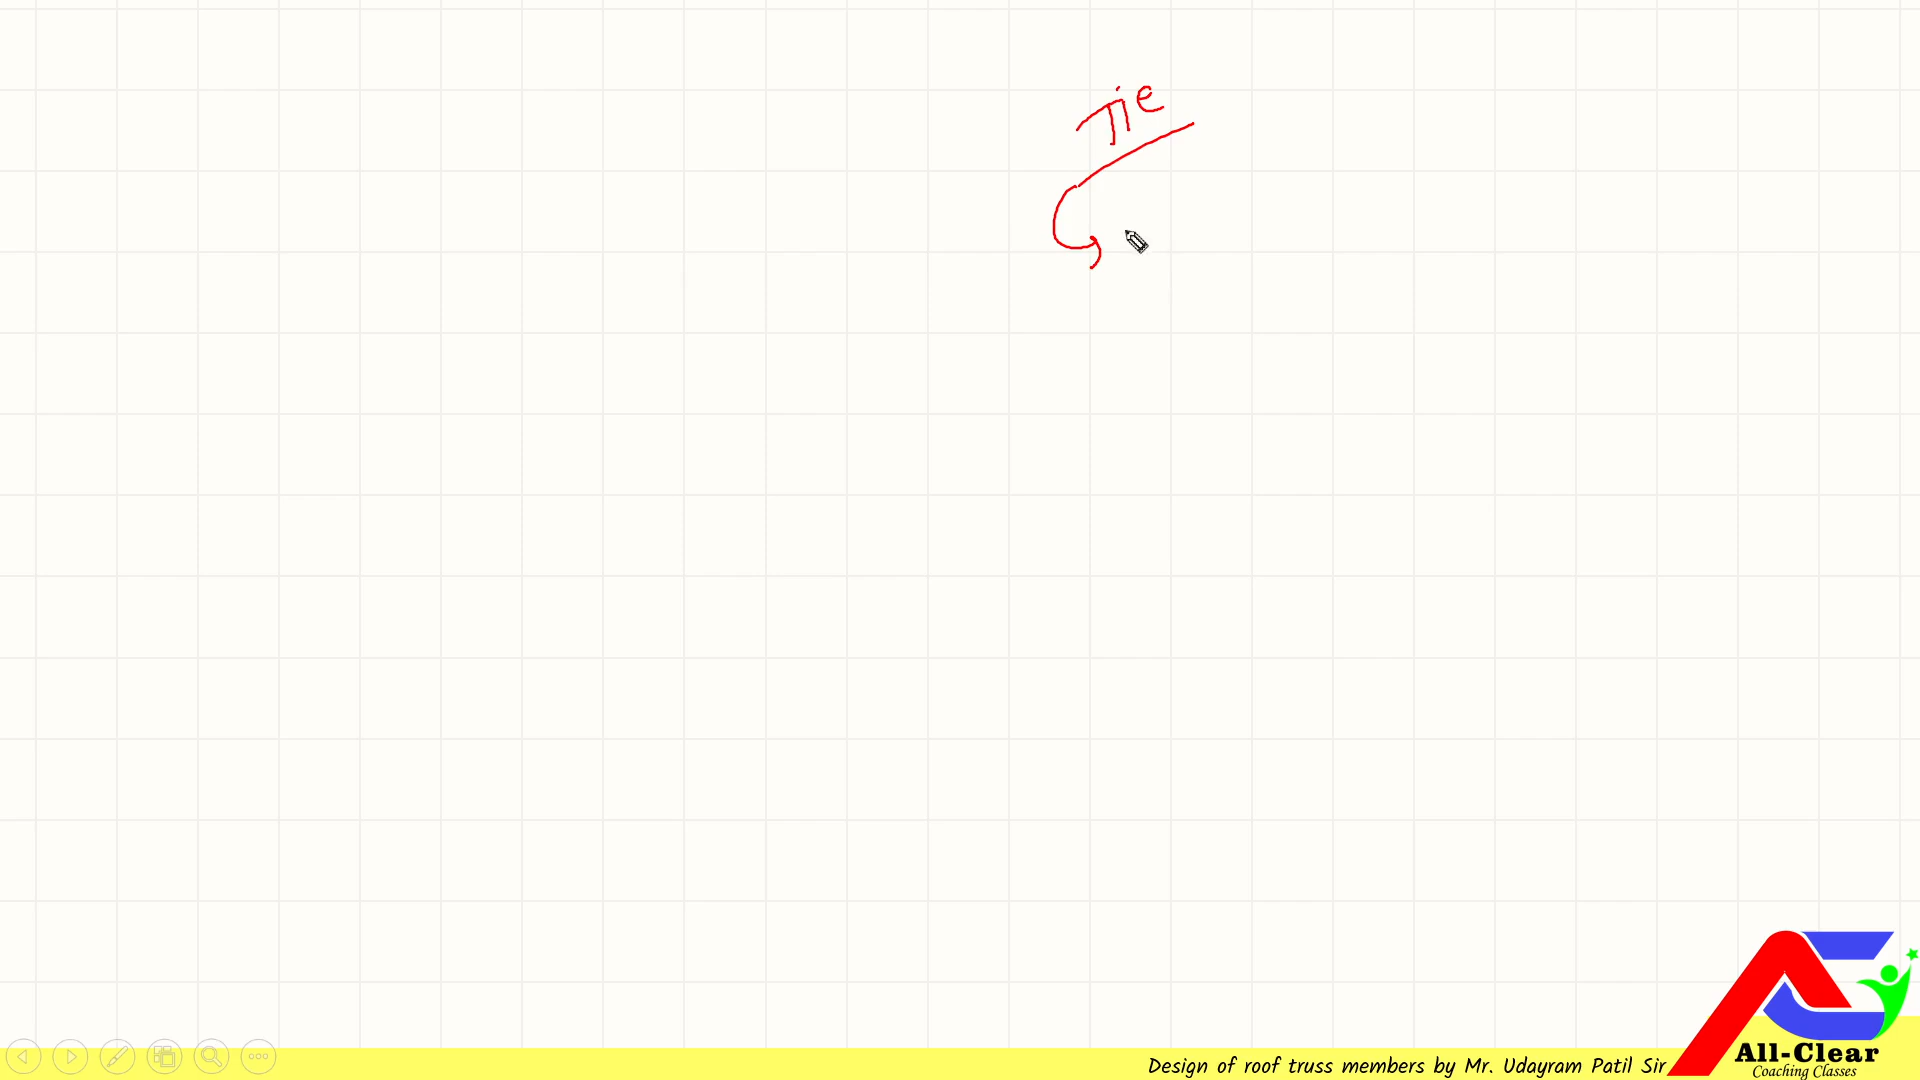 Tie
Design of roof truss members by Mr. Udayram Patil Sir
All-Clear
Coaching Classes